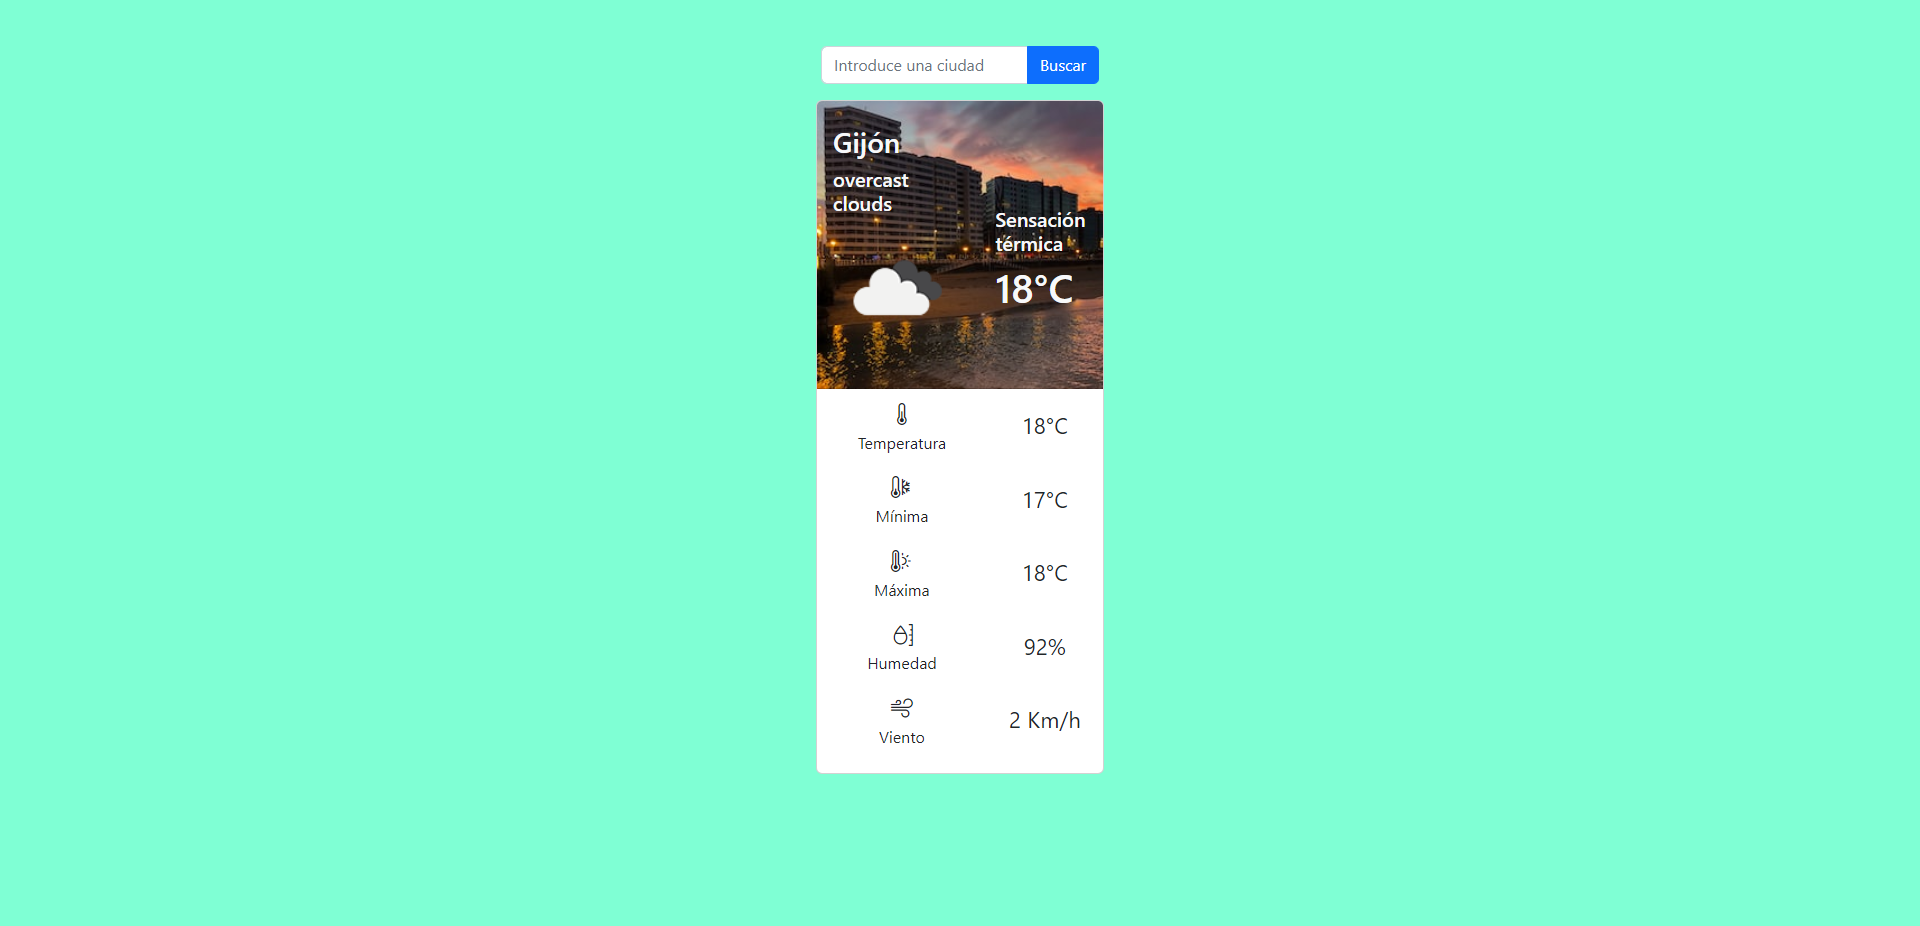 Introduce una ciudad
Buscar
Gijón
overcast
clouds
Sensación
térmica
18°C
Temperatura
18°C
Mínima
17°C
Máxima
18°C
Humedad
92%
Viento
2 Km/h